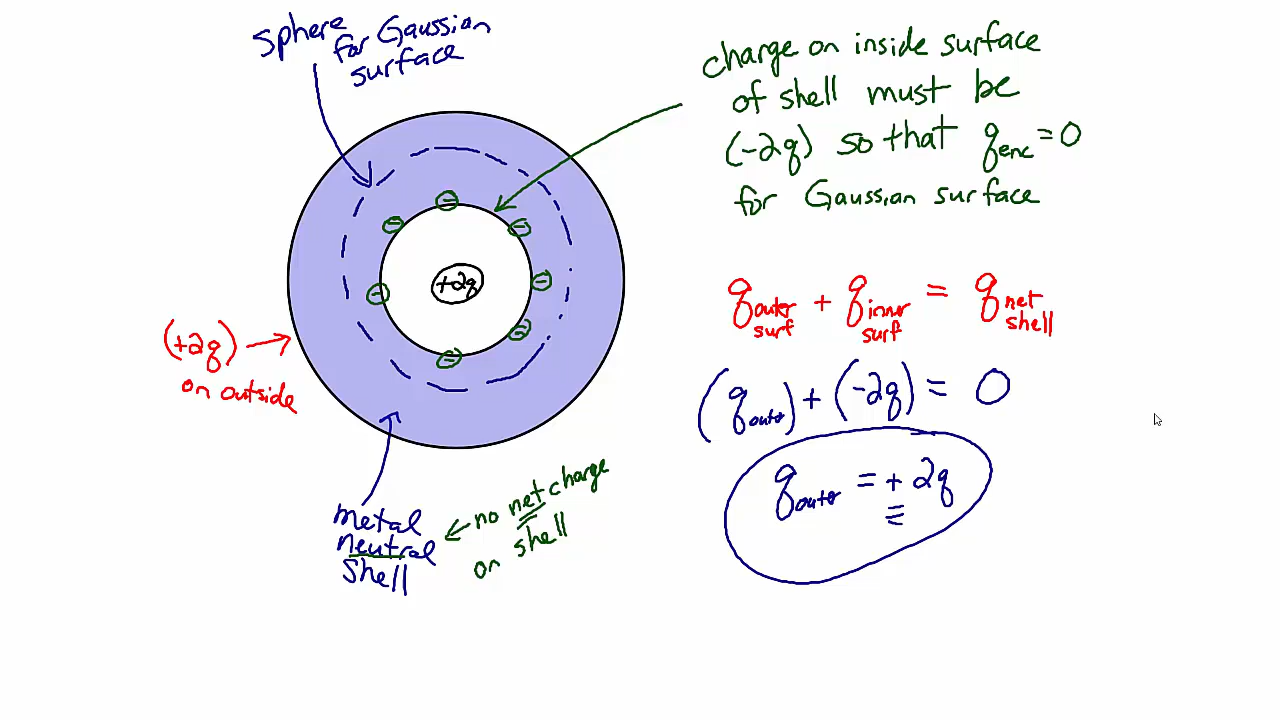 sphere
for Gaussian
surface
charge on inside surface
of shell must be
(-2q) so that q enc = 0
for Gaussian surface
+2q
q outer surf + q inner surf = q net shell
(+2q)
on outside
(q outer) + (-2q) = 0
q outer = + 2q
metal
neutral
shell
no net charge
on shell